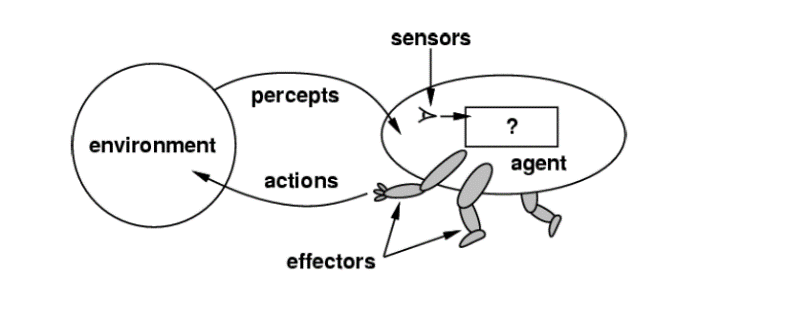 sensors
percepts
environment
?
agent
actions
effectors